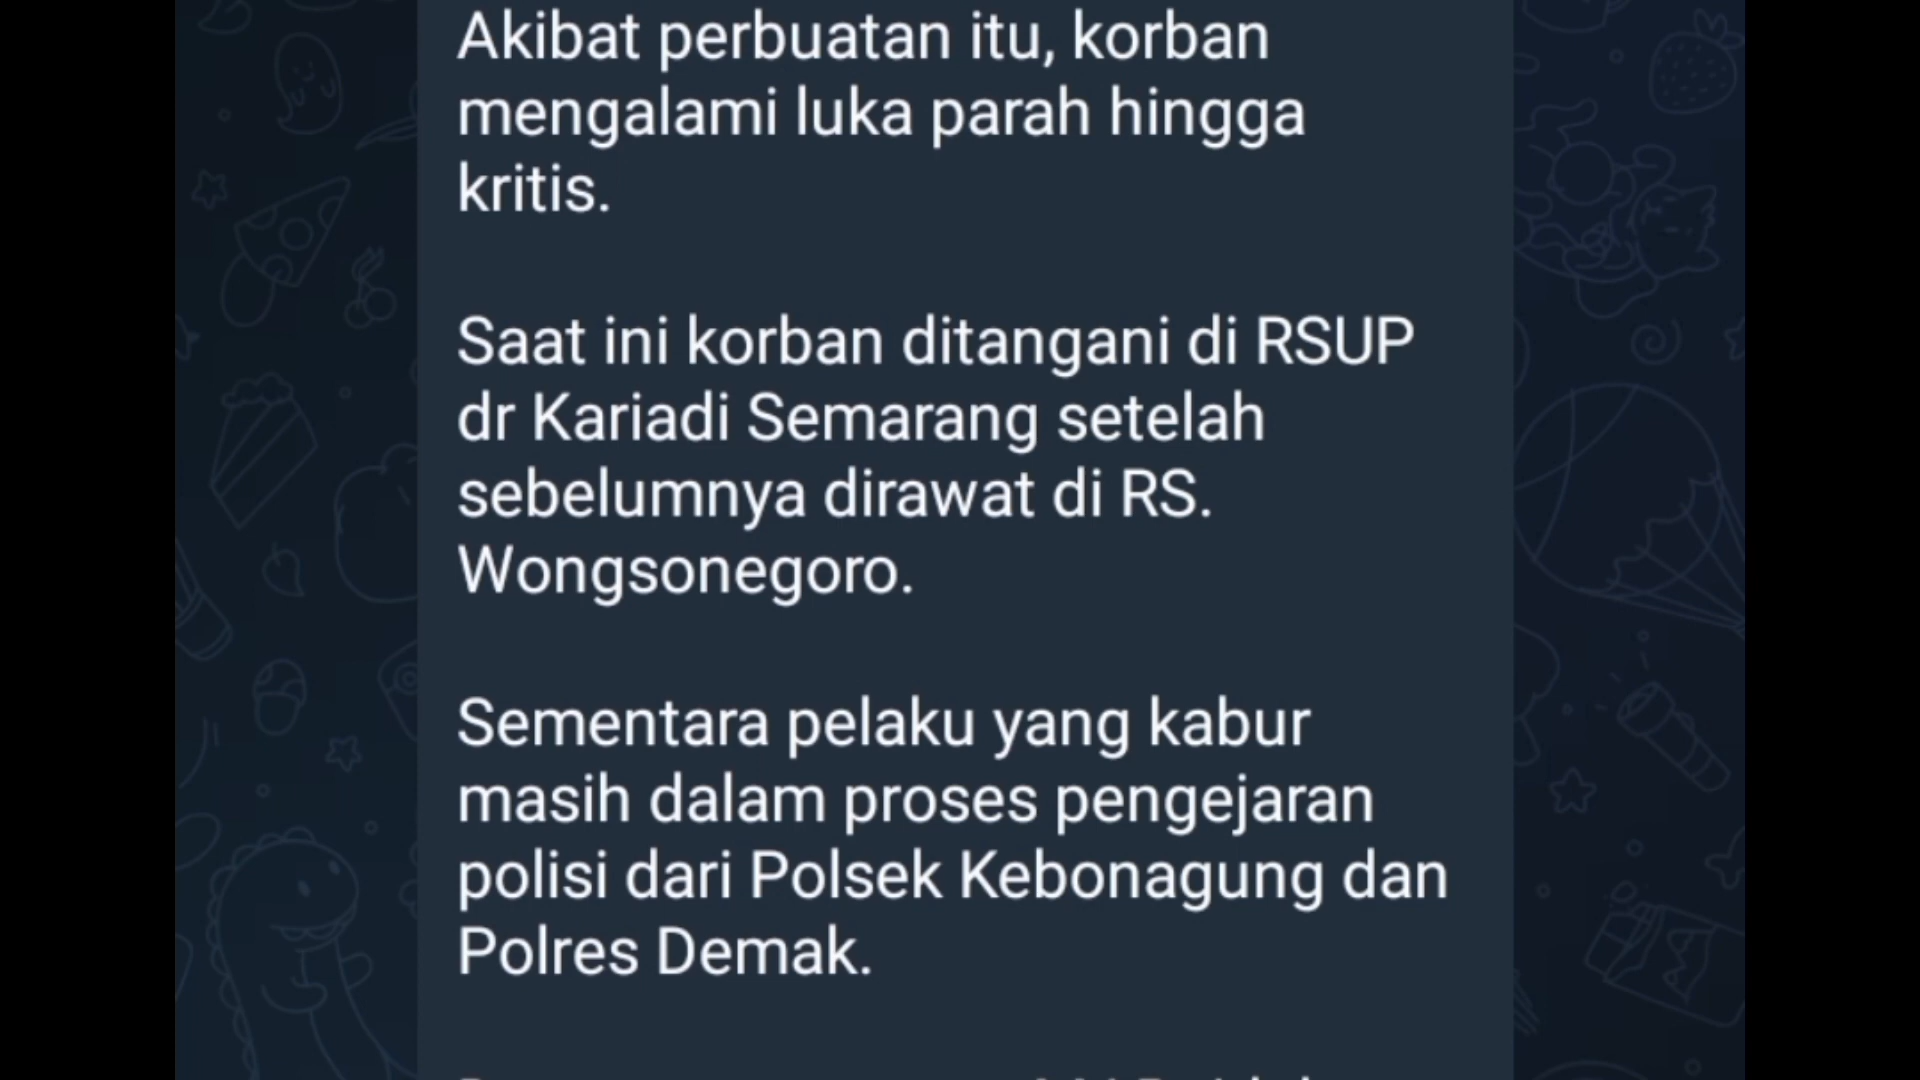 Akibat perbuatan itu, korban
mengalami luka parah hingga
kritis.
Saat ini korban ditangani di RSUP
dr Kariadi Semarang setelah
sebelumnya dirawat di RS.
Wongsonegoro.
Sementara pelaku yang kabur
masih dalam proses pengejaran
polisi dari Polsek Kebonagung dan
Polres Demak.